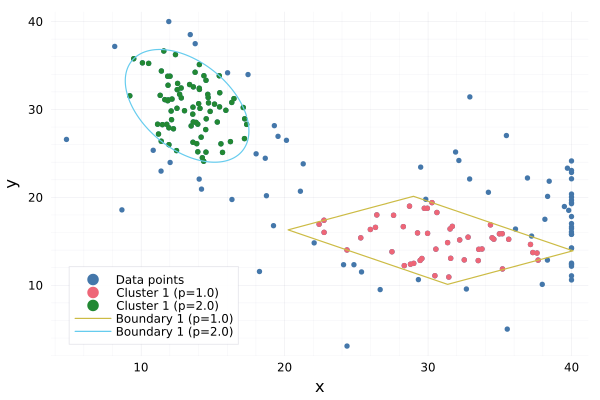 40
30
20
10
y
Data points
Cluster 1 (p=1.0)
Cluster 1 (p=2.0)
Boundary 1 (p=1.0)
Boundary 1 (p=2.0)
10 20 30 40
x